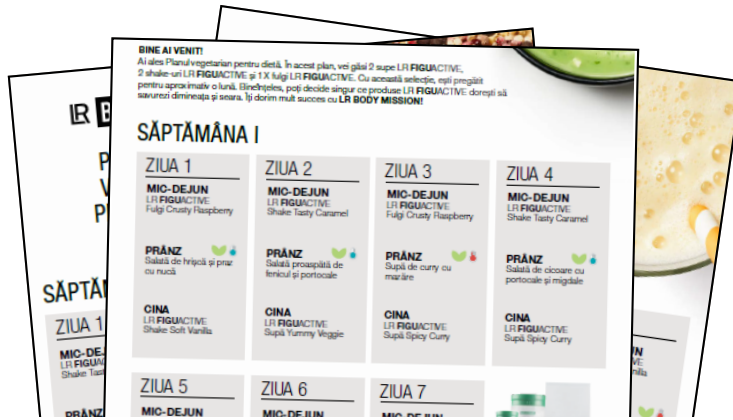 BINE AI VENIT!
Ai ales Planul vegetarian pentru dietă. În acest plan, vei găsi 2 supe LR FIGUACTIVE,
2 shake-uri LR FIGUACTIVE și 1 X fulgi LR FIGUACTIVE. Cu această selecție, ești pregătit
pentru aproximativ o lună. Bineînțeles, poți decide singur ce produse LR FIGUACTIVE dorești să
savurezi dimineața și seara. Îți dorim mult succes cu LR BODY MISSION!
SĂPTĂMÂNA I
ZIUA 1
MIC-DEJUN
LR FIGUACTIVE
Fulgi Crusty Raspberry
PRÂNZ
Salată de hrișcă și praz
cu nucă
CINA
LR FIGUACTIVE
Shake Soft Vanilla
ZIUA 2
MIC-DEJUN
LR FIGUACTIVE
Shake Tasty Caramel
PRÂNZ
Salată proaspătă de
fenicul și portocale
CINA
LR FIGUACTIVE
Supă Yummy Veggie
ZIUA 3
MIC-DEJUN
LR FIGUACTIVE
Fulgi Crusty Raspberry
PRÂNZ
Supă de curry cu
mazăre
CINA
LR FIGUACTIVE
Supă Spicy Curry
ZIUA 4
MIC-DEJUN
LR FIGUACTIVE
Shake Tasty Caramel
PRÂNZ
Salată de cicoare cu
portocale și migdale
CINA
LR FIGUACTIVE
Supă Spicy Curry
ZIUA 5
MIC-DEJUN
ZIUA 6
MIC-DEJUN
ZIUA 7
MIC-DEJUN
LR
SĂPTĂ
ZIUA 1
MIC-DEJ
LR FIGUA
Shake Tas
PRÂNZ